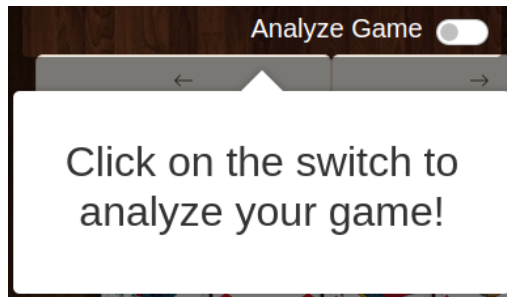 Analyze Game
← →
Click on the switch to
analyze your game!